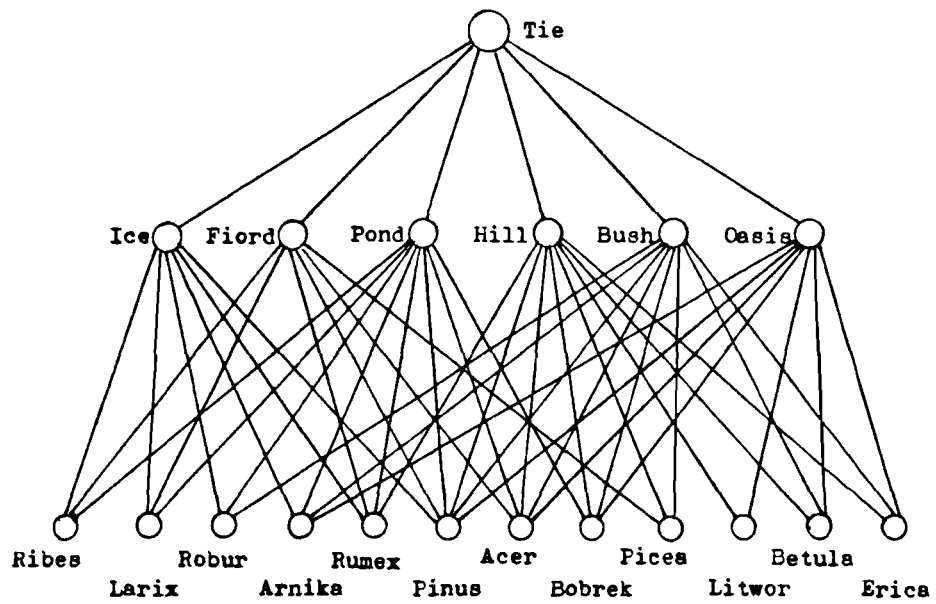 Tie
Ice Fiord Pond Hill Bush Oasis
Ribes Robur Rumex Acer Picea Betula
Larix Arnika Pinus Bobrek Litwor Erica